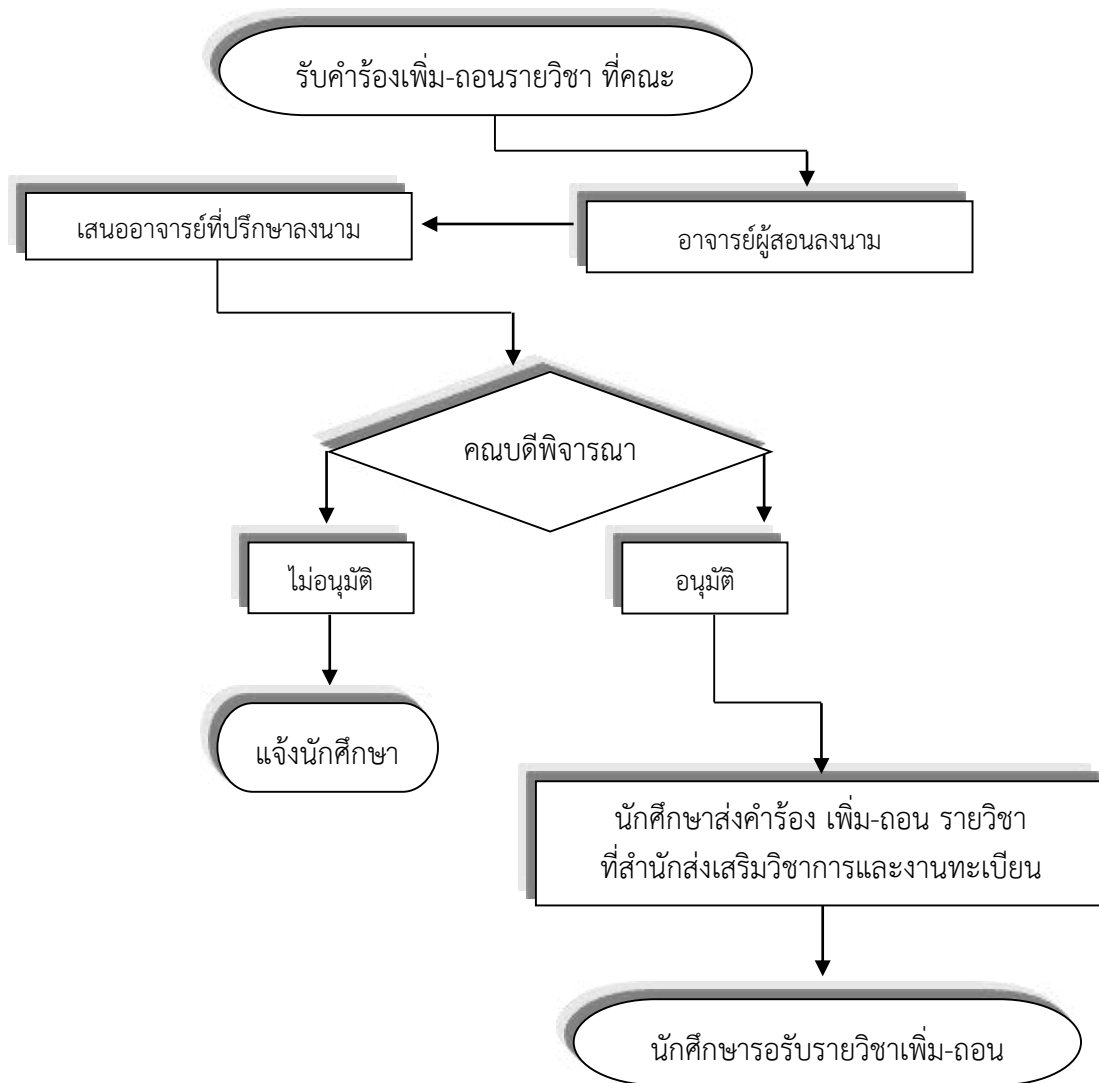 รับคำร้องเพิ่ม-ถอนรายวิชา ที่คณะ
อาจารย์ผู้สอนลงนาม
เสนออาจารย์ที่ปรึกษาลงนาม
คณบดีพิจารณา
ไม่อนุมัติ
อนุมัติ
แจ้งนักศึกษา
นักศึกษาส่งคำร้อง เพิ่ม-ถอน รายวิชา
ที่สำนักส่งเสริมวิชาการและงานทะเบียน
นักศึกษารอรับรายวิชาเพิ่ม-ถอน